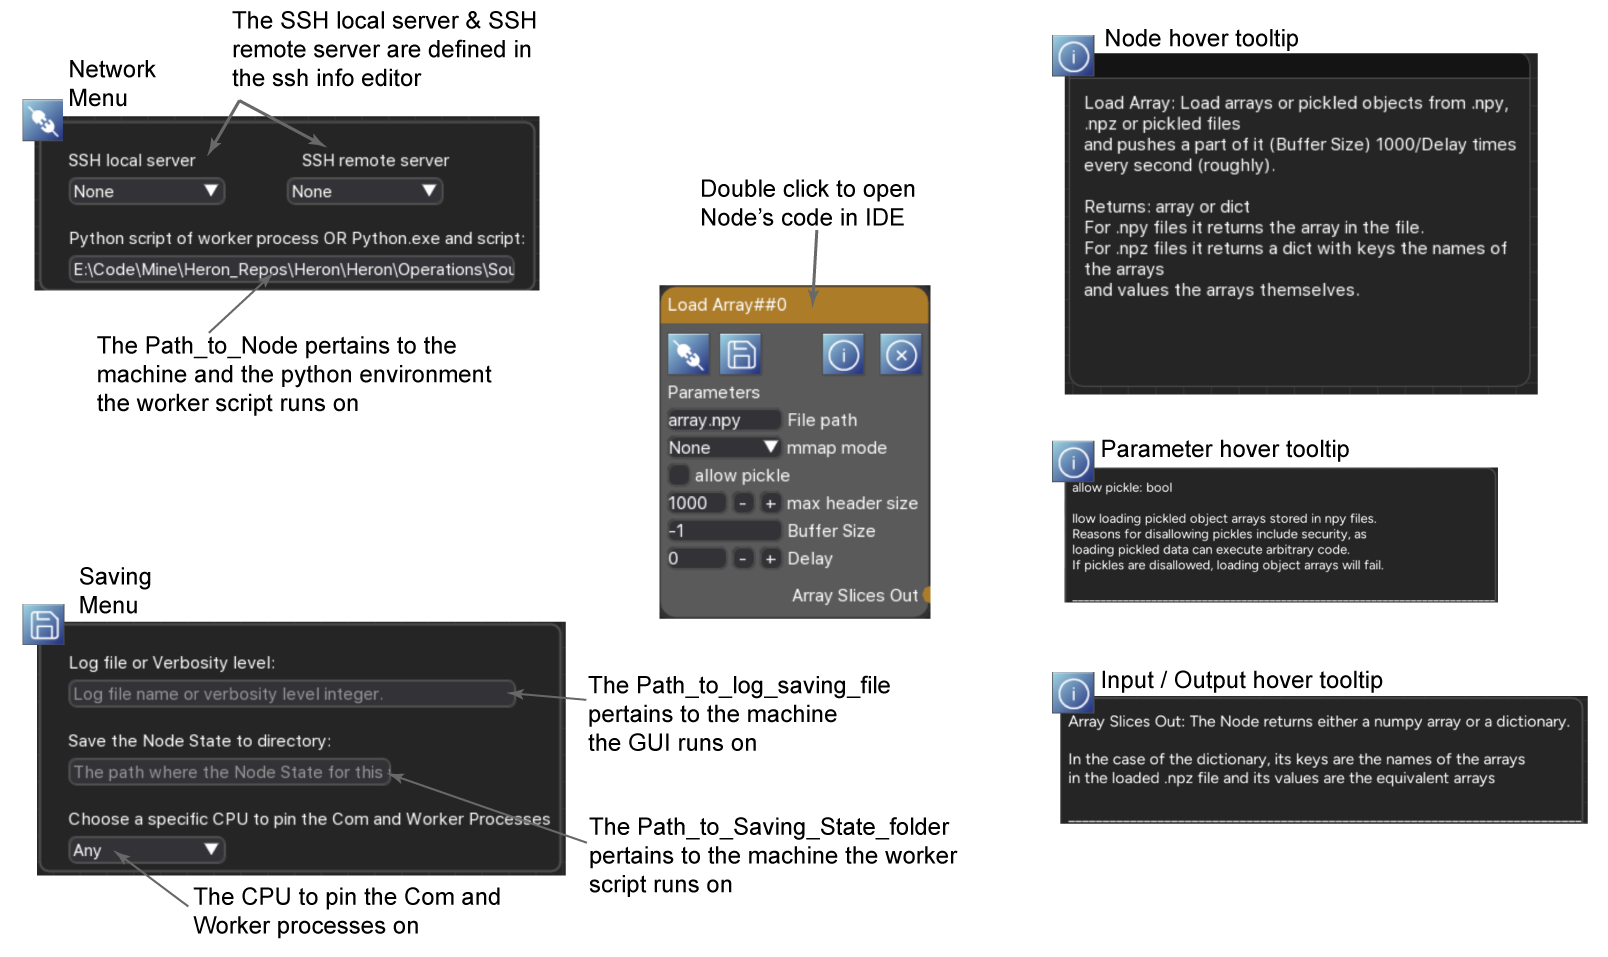 The SSH local server & SSH
remote server are defined in
the ssh info editor
Network
Menu
SSH local server
SSH remote server
None
None
Python script of worker process OR Python.exe and script:
E:\Code\Mine\Heron_Repos\Heron\Heron\Operations\Sou
The Path_to_Node pertains to the
machine and the python environment
the worker script runs on
Saving
Menu
Log file or Verbosity level:
Log file name or verbosity level integer.
Save the Node State to directory:
The path where the Node State for this
Choose a specific CPU to pin the Com and Worker Processes
Any
The CPU to pin the Com and
Worker processes on
The Path_to_log_saving_file
pertains to the machine
the GUI runs on
The Path_to_Saving_State_folder
pertains to the machine the worker
script runs on
Double click to open
Node's code in IDE
Load Array##0
Parameters
array.npy File path
None mmap mode
allow pickle
1000 - + max header size
-1 Buffer Size
0 - + Delay
Array Slices Out
Node hover tooltip
Load Array: Load arrays or pickled objects from .npy,
.npz or pickled files
and pushes a part of it (Buffer Size) 1000/Delay times
every second (roughly).
Returns: array or dict
For .npy files it returns the array in the file.
For .npz files it returns a dict with keys the names of
the arrays
and values the arrays themselves.
Parameter hover tooltip
allow pickle: bool
llow loading pickled object arrays stored in npy files.
Reasons for disallowing pickles include security, as
loading pickled data can execute arbitrary code.
If pickles are disallowed, loading object arrays will fail.
Input / Output hover tooltip
Array Slices Out: The Node returns either a numpy array or a dictionary.
In the case of the dictionary, its keys are the names of the arrays
in the loaded .npz file and its values are the equivalent arrays